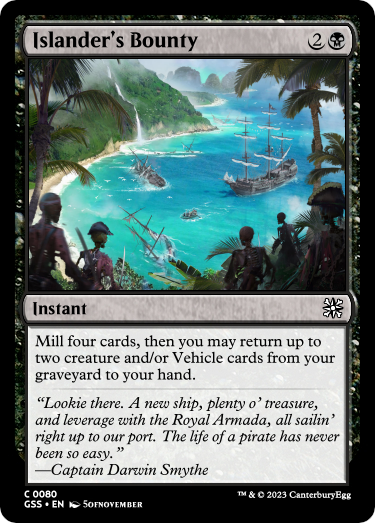 Islander's Bounty 2
Instant
Mill four cards, then you may return up to
two creature and/or Vehicle cards from your
graveyard to your hand.
“Lookie there. A new ship, plenty o' treasure,
and leverage with the Royal Armada, all sailin'
right up to our port. The life of a pirate has never
been so easy.”
—Captain Darwin Smythe
C 0080
GSS • EN 5OFNOVEMBER
™ & © 2023 CanterburyEgg